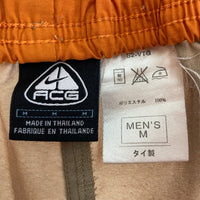 ACG
M M M
MADE IN THAILAND
FABRIQUE EN THAILANDE
ポリエステル 100%
MEN'S
M
タイ製